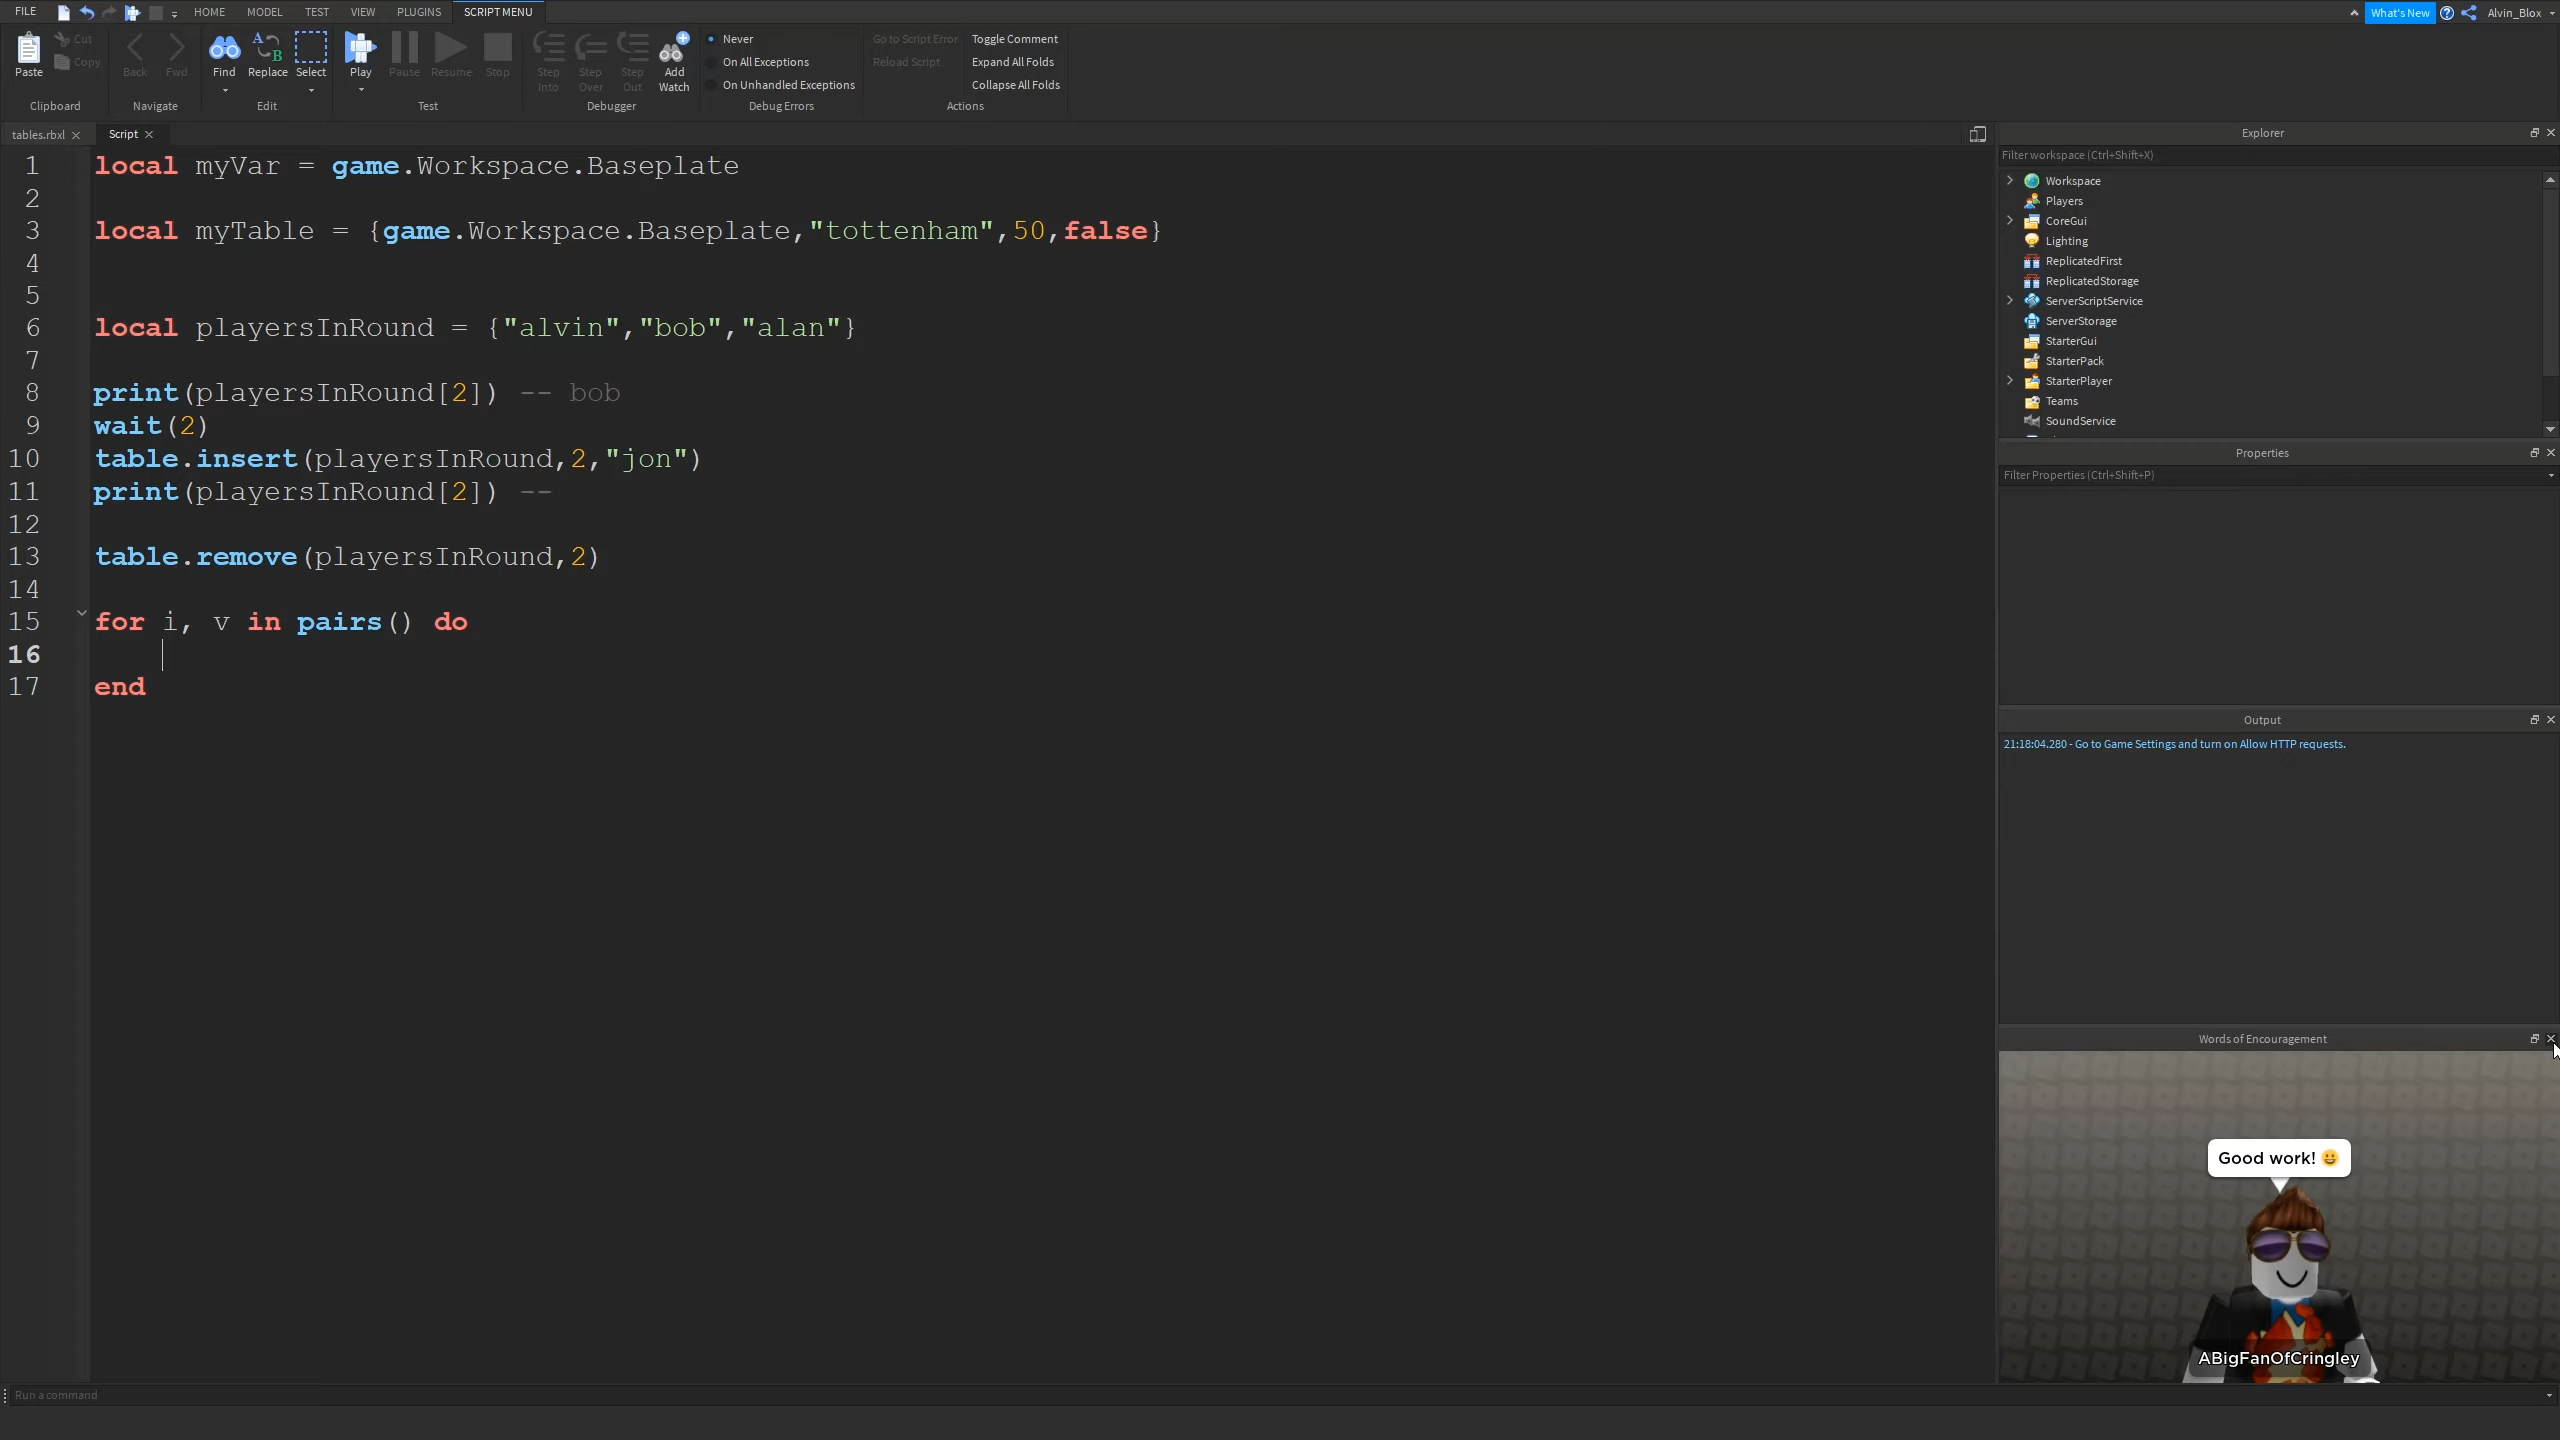 FILE HOME MODEL TEST VIEW PLUGINS SCRIPT MENU What's New Alvin_Blox
Paste Cut Copy Clipboard
Back Fwd Navigate
Find Replace Select Edit
Play Pause Resume Stop Test
Step Into Step Over Step Out Add Watch Debugger
Never
On All Exceptions
On Unhandled Exceptions
Debug Errors
Go to Script Error Toggle Comment
Reload Script Expand All Folds
Collapse All Folds
Actions
tables.rbxl Script
1 local myVar = game.Workspace.Baseplate
2
3 local myTable = {game.Workspace.Baseplate,"tottenham",50,false}
4
5
6 local playersInRound = {"alvin","bob","alan"}
7
8 print(playersInRound[2]) -- bob
9 wait(2)
10 table.insert(playersInRound,2,"jon")
11 print(playersInRound[2]) --
12
13 table.remove(playersInRound,2)
14
15 for i, v in pairs() do
16
17 end
Explorer
Filter workspace (Ctrl+Shift+X)
Workspace
Players
CoreGui
Lighting
ReplicatedFirst
ReplicatedStorage
ServerScriptService
ServerStorage
StarterGui
StarterPack
StarterPlayer
Teams
SoundService
Properties
Filter Properties (Ctrl+Shift+P)
Output
21:18:04.280 - Go to Game Settings and turn on Allow HTTP requests.
Words of Encouragement
Good work! 😃
ABigFanOfCringley
Run a command